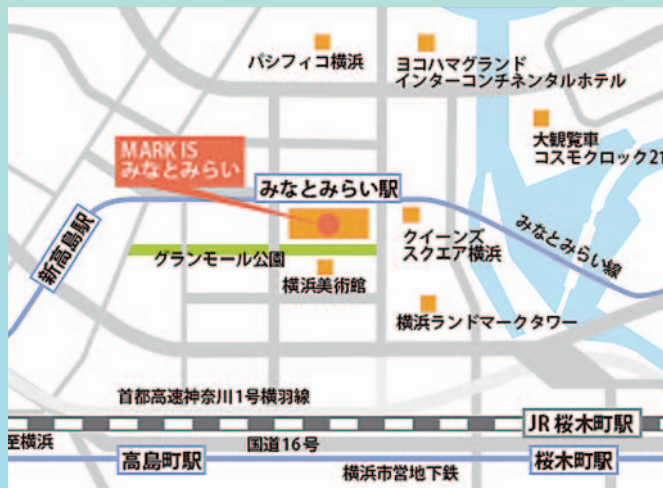 パシフィコ横浜
ヨコハマグランド
インターコンチネンタルホテル
大観覧車
コスモクロック21
MARK IS
みなとみらい
みなとみらい駅
新高島駅
クイーンズ
スクエア横浜
みなとみらい線
グランモール公園
横浜美術館
横浜ランドマークタワー
首都高速神奈川1号横羽線
JR 桜木町駅
至横浜
国道16号
高島町駅
桜木町駅
横浜市営地下鉄